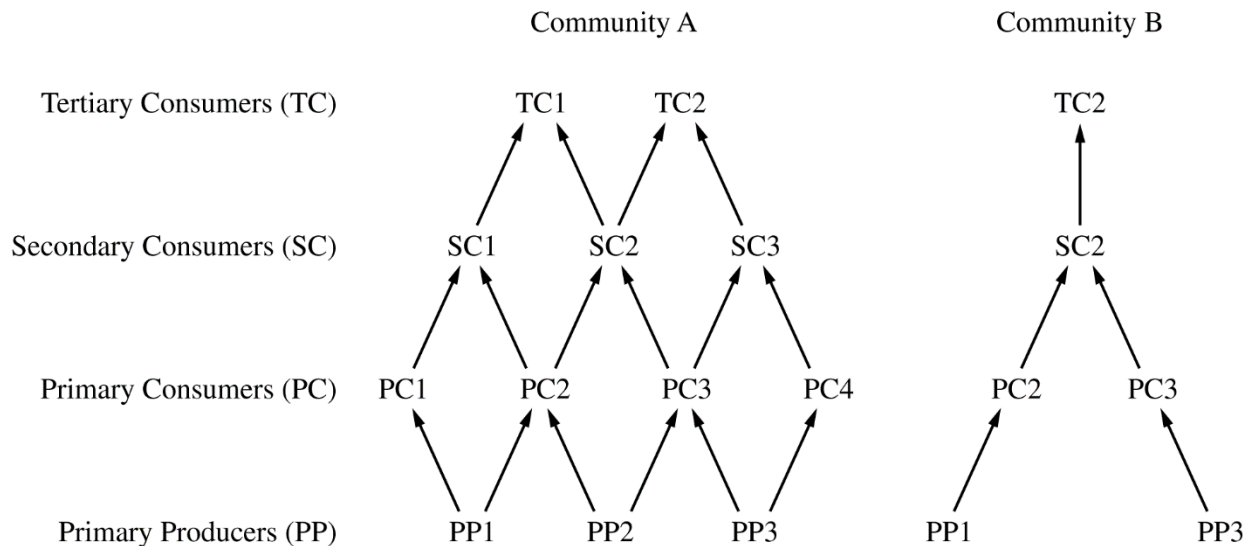 Community A Community B
Tertiary Consumers (TC) TC1 TC2 TC2
Secondary Consumers (SC) SC1 SC2 SC3 SC2
Primary Consumers (PC) PC1 PC2 PC3 PC4 PC2 PC3
Primary Producers (PP) PP1 PP2 PP3 PP1 PP3